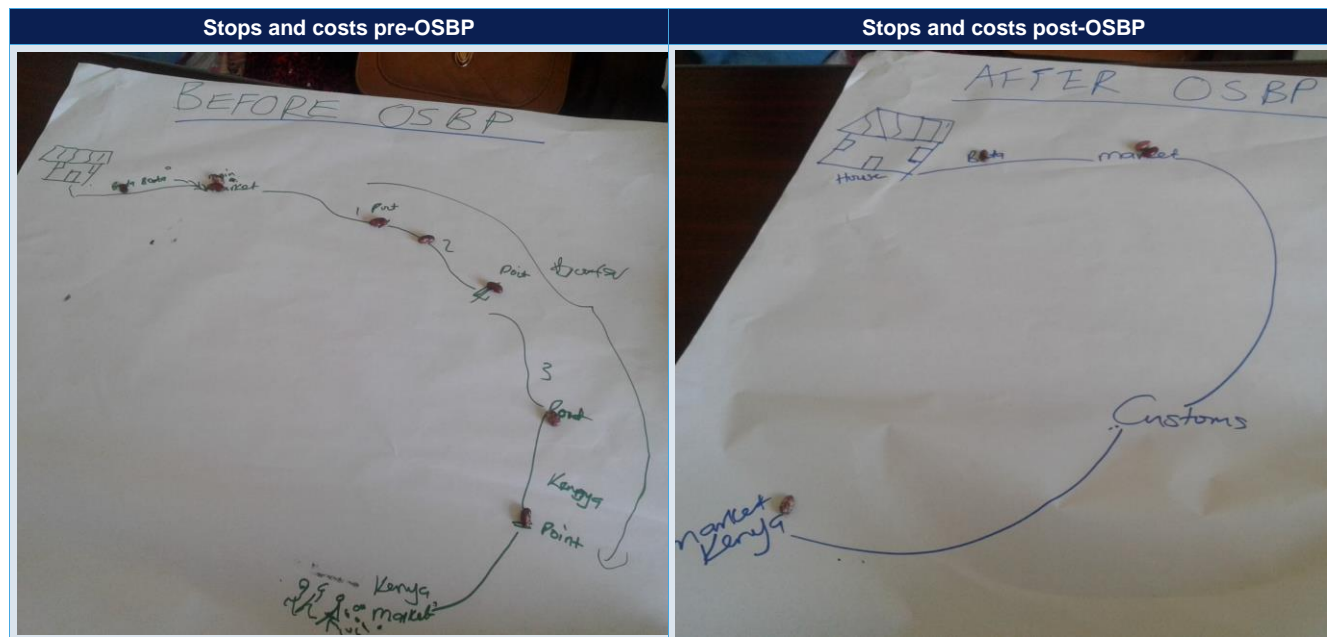 Stops and costs pre-OSBP
Stops and costs post-OSBP
BEFORE OSBP
market
1 Point
2
Point
3
Point
Kenya
Point
Kenya
market
AFTER OSBP
House
market
Customs
market
Kenya